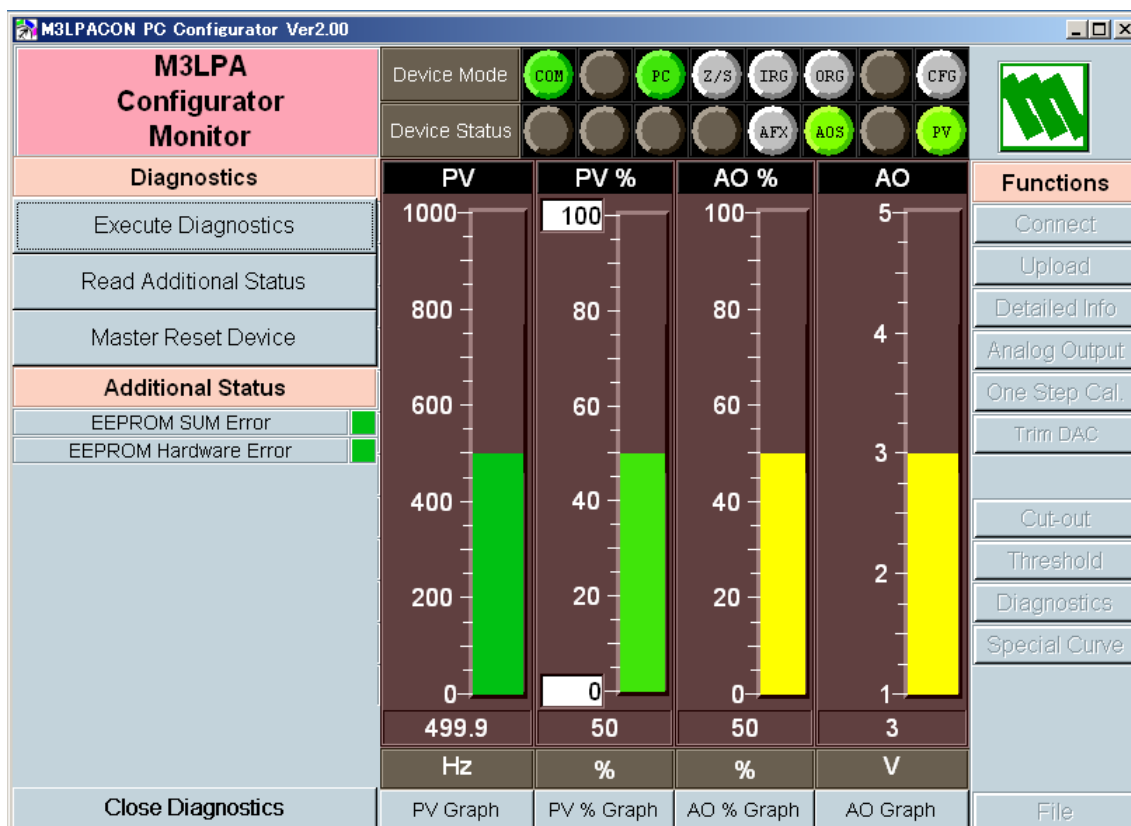 M3LPACON PC Configurator Ver2.00
M3LPA
Configurator
Monitor
Device Mode COM PC Z/S IRG ORG CFG
Device Status AFX AOS PV
Diagnostics
Execute Diagnostics
Read Additional Status
Master Reset Device
Additional Status
EEPROM SUM Error
EEPROM Hardware Error
Close Diagnostics
PV PV % AO % AO
1000 100 100 5
800 80 80 4
600 60 60
3
400 40 40
2
200 20 20
0 0 0 1
499.9 50 50 3
Hz % % V
PV Graph PV % Graph AO % Graph AO Graph
Functions
Connect
Upload
Detailed Info
Analog Output
One Step Cal.
Trim DAC
Cut-out
Threshold
Diagnostics
Special Curve
File